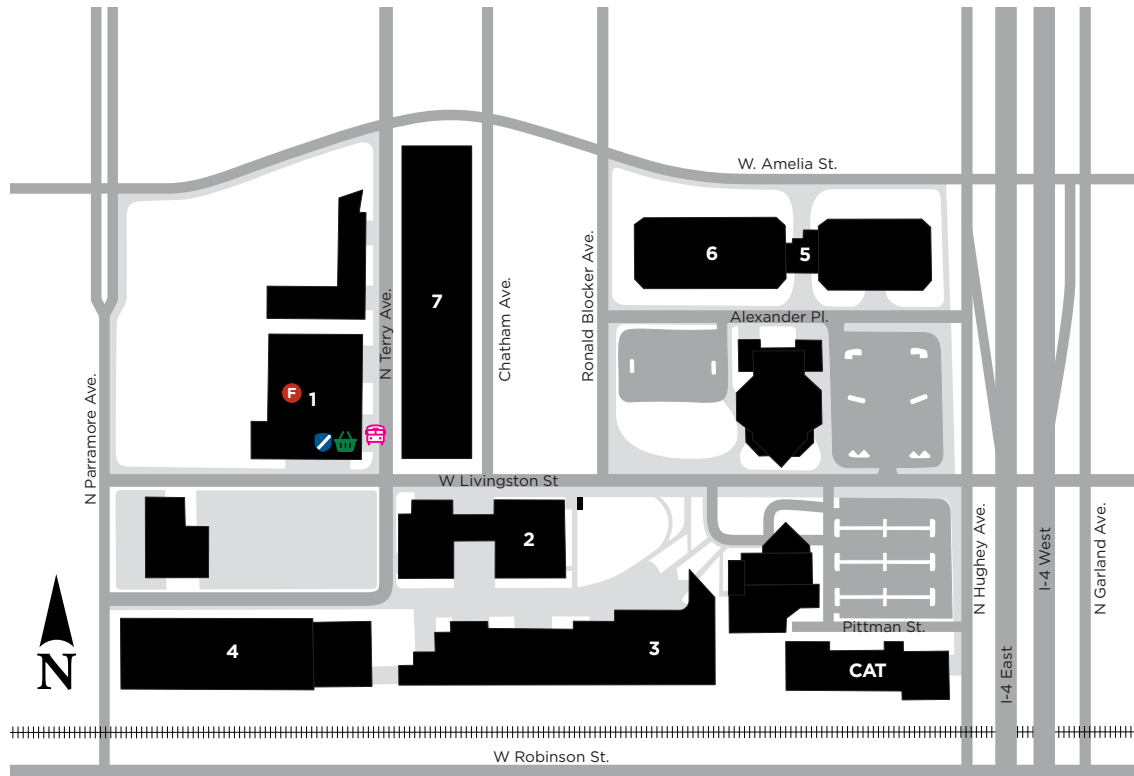 W. Amelia St.
6
5
7
Alexander Pl.
N Terry Ave.
Chatham Ave.
Ronald Blocker Ave.
F
1
N Parramore Ave.
W Livingston St
2
N Hughey Ave.
I-4 West
N Garland Ave.
Pittman St.
4
3
CAT
I-4 East
N
W Robinson St.